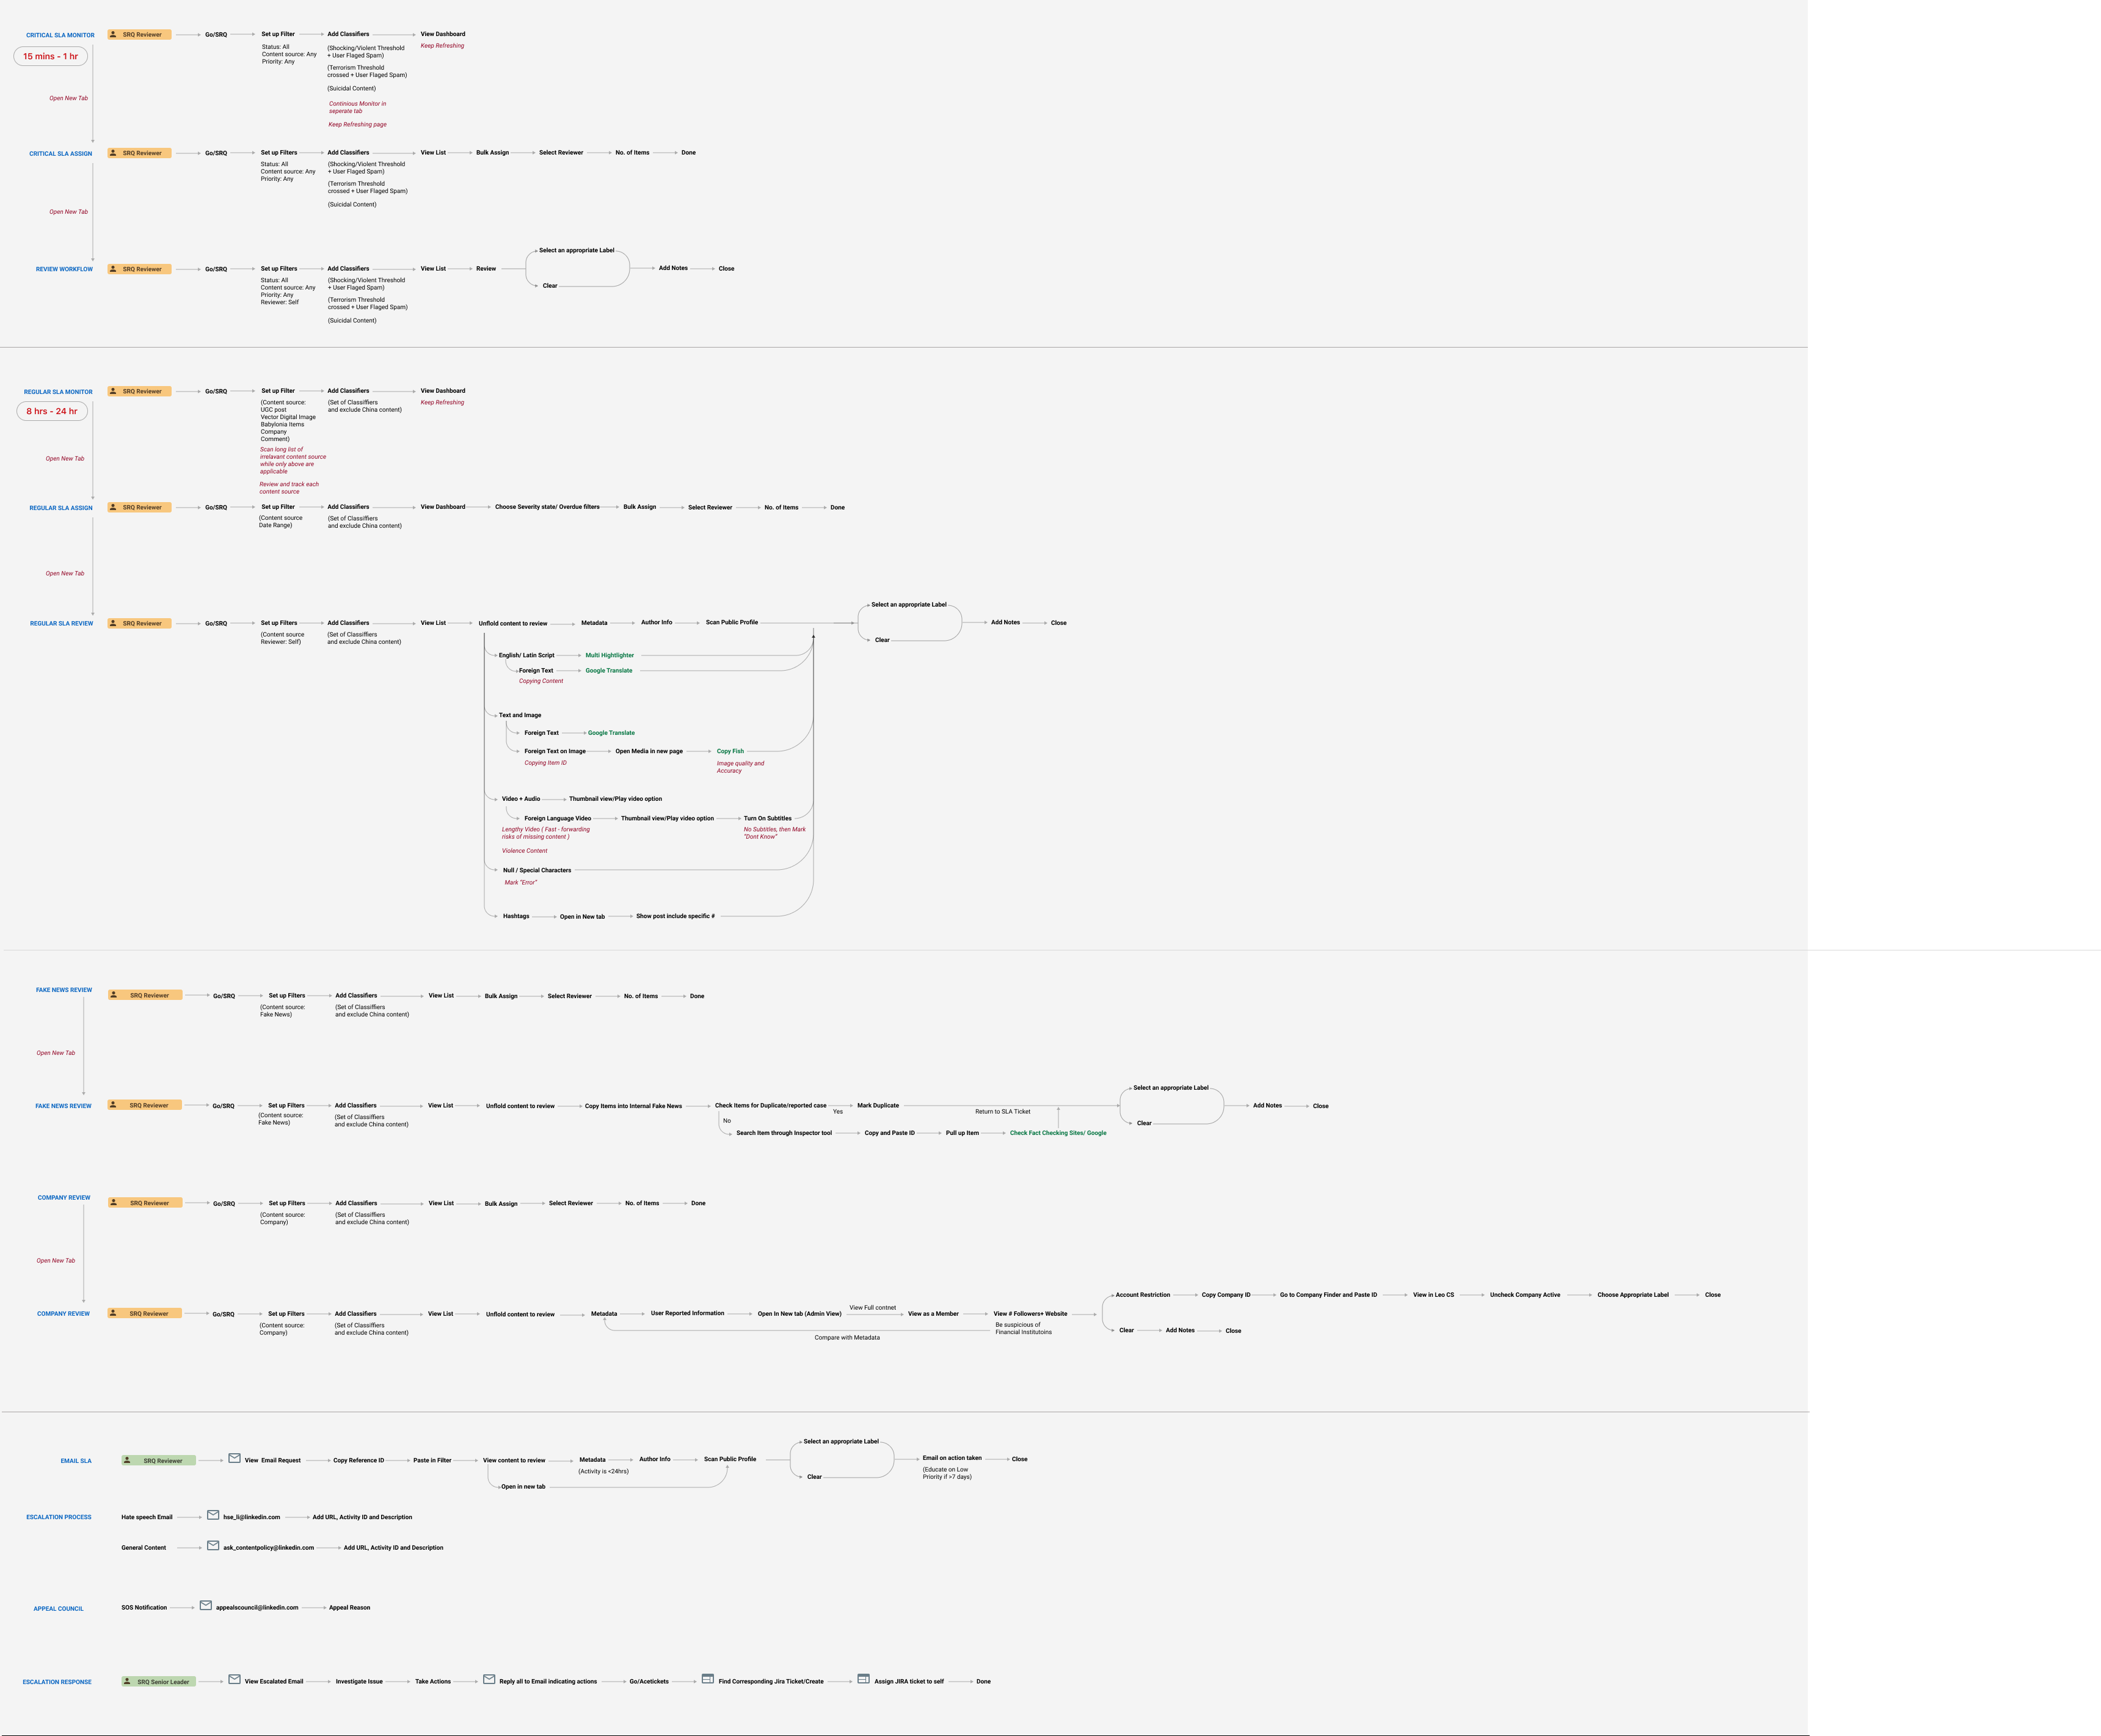 CRITICAL SLA MONITOR
SRQ Reviewer
Go/SRQ
Set up Filter
Add Classifiers
View Dashboard
15 mins - 1 hr
Status: All
Content source: Any
Priority: Any
(Shocking/Violent Threshold
+ User Flaged Spam)
(Terrorism Threshold
crossed + User Flaged Spam)
(Suicidal Content)
Continious Monitor in
seperate tab
Keep Refreshing page
Keep Refreshing
Open New Tab
CRITICAL SLA ASSIGN
SRQ Reviewer
Go/SRQ
Set up Filters
Add Classifiers
View List
Bulk Assign
Select Reviewer
No. of Items
Done
Status: All
Content source: Any
Priority: Any
(Shocking/Violent Threshold
+ User Flaged Spam)
(Terrorism Threshold
crossed + User Flaged Spam)
(Suicidal Content)
Open New Tab
REVIEW WORKFLOW
SRQ Reviewer
Go/SRQ
Set up Filters
Add Classifiers
View List
Review
Select an appropriate Label
Clear
Add Notes
Close
Status: All
Content source: Any
Priority: Any
Reviewer: Self
(Shocking/Violent Threshold
+ User Flaged Spam)
(Terrorism Threshold
crossed + User Flaged Spam)
(Suicidal Content)
REGULAR SLA MONITOR
SRQ Reviewer
Go/SRQ
Set up Filter
Add Classifiers
View Dashboard
8 hrs - 24 hr
(Content source:
UGC post
Vector Digital Image
Babylonia Items
Company
Comment)
Scan long list of
irrelavant content source
while only above are
applicable
Review and track each
content source
(Set of Classiffiers
and exclude China content)
Keep Refreshing
Open New Tab
REGULAR SLA ASSIGN
SRQ Reviewer
Go/SRQ
Set up Filter
Add Classifiers
View Dashboard
Choose Severity state/ Overdue filters
Bulk Assign
Select Reviewer
No. of Items
Done
(Content source
Date Range)
(Set of Classiffiers
and exclude China content)
Open New Tab
REGULAR SLA REVIEW
SRQ Reviewer
Go/SRQ
Set up Filters
Add Classifiers
View List
Unflold content to review
Metadata
Author Info
Scan Public Profile
Select an appropriate Label
Clear
Add Notes
Close
(Content source
Reviewer: Self)
(Set of Classiffiers
and exclude China content)
English/ Latin Script
Multi Hightlighter
Foreign Text
Google Translate
Copying Content
Text and Image
Foreign Text
Google Translate
Foreign Text on Image
Open Media in new page
Copy Fish
Copying Item ID
Image quality and
Accuracy
Video + Audio
Thumbnail view/Play video option
Foreign Language Video
Thumbnail view/Play video option
Turn On Subtitles
Lengthy Video ( Fast - forwarding
risks of missing content )
Violence Content
No Subtitles, then Mark
"Dont Know"
Null / Special Characters
Mark "Error"
Hashtags
Open in New tab
Show post include specific #
FAKE NEWS REVIEW
SRQ Reviewer
Go/SRQ
Set up Filters
Add Classifiers
View List
Bulk Assign
Select Reviewer
No. of Items
Done
(Content source:
Fake News)
(Set of Classiffiers
and exclude China content)
Open New Tab
FAKE NEWS REVIEW
SRQ Reviewer
Go/SRQ
Set up Filters
Add Classifiers
View List
Unflold content to review
Copy Items into Internal Fake News
Check Items for Duplicate/reported case
Yes
Mark Duplicate
Return to SLA Ticket
Select an appropriate Label
Clear
Add Notes
Close
(Content source:
Fake News)
(Set of Classiffiers
and exclude China content)
No
Search Item through Inspector tool
Copy and Paste ID
Pull up Item
Check Fact Checking Sites/ Google
COMPANY REVIEW
SRQ Reviewer
Go/SRQ
Set up Filters
Add Classifiers
View List
Bulk Assign
Select Reviewer
No. of Items
Done
(Content source:
Company)
(Set of Classiffiers
and exclude China content)
Open New Tab
COMPANY REVIEW
SRQ Reviewer
Go/SRQ
Set up Filters
Add Classifiers
View List
Unflold content to review
Metadata
User Reported Information
Open In New tab (Admin View)
View Full contnet
View as a Member
View # Followers+ Website
Be suspicious of
Financial Institutoins
Compare with Metadata
(Content source:
Company)
(Set of Classiffiers
and exclude China content)
Account Restriction
Copy Company ID
Go to Company Finder and Paste ID
View in Leo CS
Uncheck Company Active
Choose Appropriate Label
Close
Clear
Add Notes
Close
EMAIL SLA
SRQ Reviewer
View Email Request
Copy Reference ID
Paste in Filter
View content to review
Metadata
(Activity is <24hrs)
Author Info
Scan Public Profile
Open in new tab
Select an appropriate Label
Clear
Email on action taken
(Educate on Low
Priority if >7 days)
Close
ESCALATION PROCESS
Hate speech Email
hse_li@linkedin.com
Add URL, Activity ID and Description
General Content
ask_contentpolicy@linkedin.com
Add URL, Activity ID and Description
APPEAL COUNCIL
SOS Notification
appealscouncil@linkedin.com
Appeal Reason
ESCALATION RESPONSE
SRQ Senior Leader
View Escalated Email
Investigate Issue
Take Actions
Reply all to Email indicating actions
Go/Acetickets
Find Corresponding Jira Ticket/Create
Assign JIRA ticket to self
Done